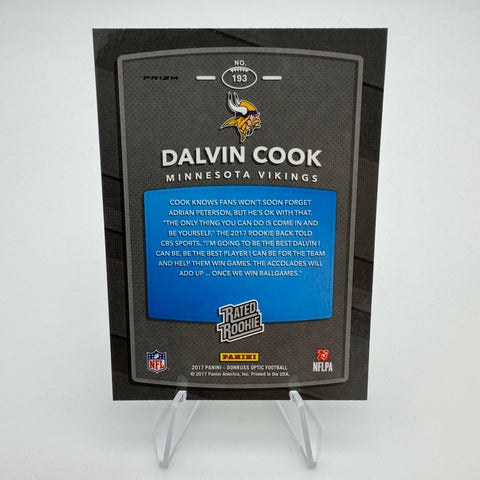 NO.
193
PRIZM
DALVIN COOK
MINNESOTA VIKINGS
COOK KNOWS FANS WON'T SOON FORGET
ADRIAN PETERSON, BUT HE'S OK WITH THAT.
"THE ONLY THING YOU CAN DO IS COME IN AND
BE YOURSELF," THE 2017 ROOKIE BACK TOLD
CBS SPORTS. "I'M GOING TO BE THE BEST DALVIN I
CAN BE, BE THE BEST PLAYER I CAN BE FOR THE TEAM
AND HELP THEM WIN GAMES. THE ACCOLADES WILL
ADD UP ... ONCE WE WIN BALLGAMES."
RATED
ROOKIE
PANINI
NFL
NFLPA
2017 PANINI – DONRUSS OPTIC FOOTBALL
© 2017 Panini America, Inc. Printed in the USA.